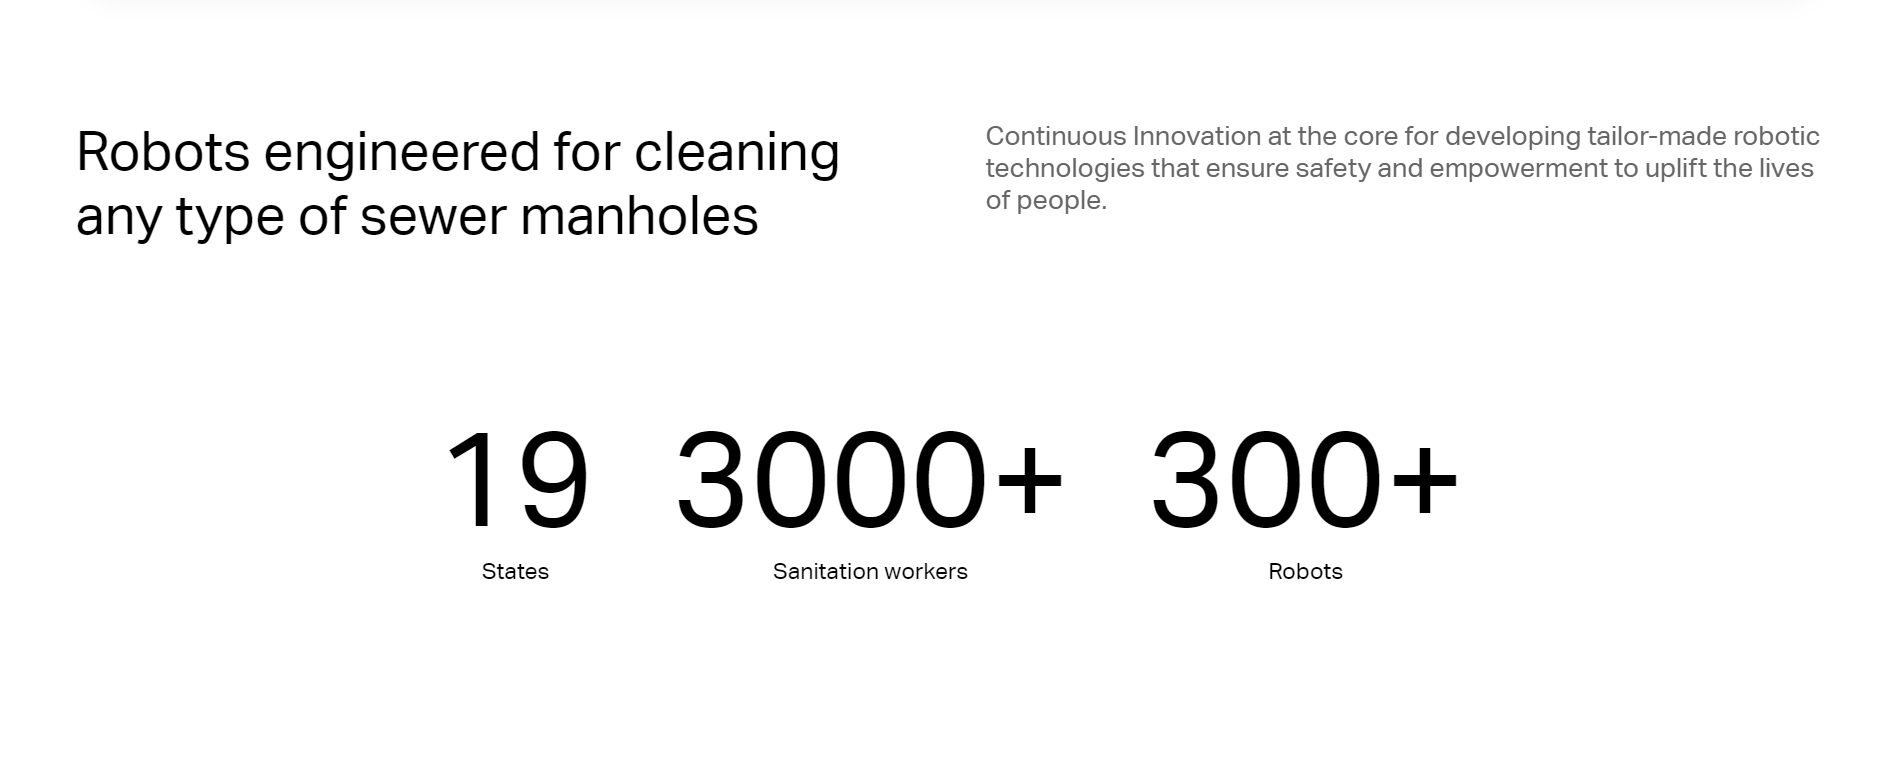 Robots engineered for cleaning
any type of sewer manholes
Continuous Innovation at the core for developing tailor-made robotic
technologies that ensure safety and empowerment to uplift the lives
of people.
19
States
3000+
Sanitation workers
300+
Robots